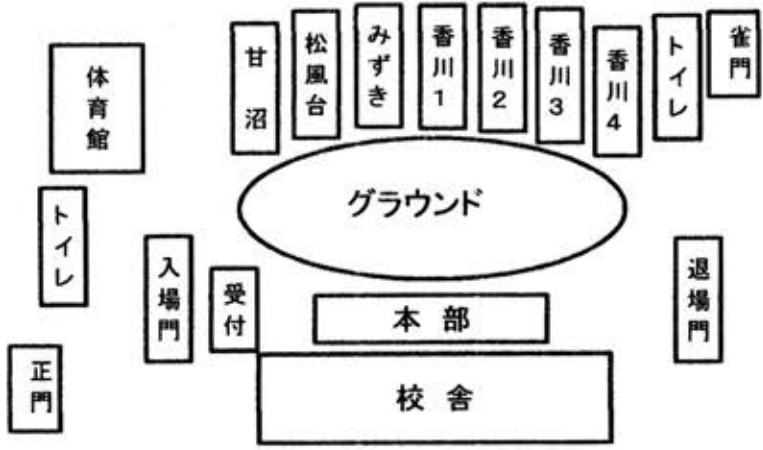 甘沼
松風台
みずき
香川1
香川2
香川3
香川4
トイレ
雀門
体育館
グラウンド
トイレ
入場門
受付
本部
退場門
正門
校舎